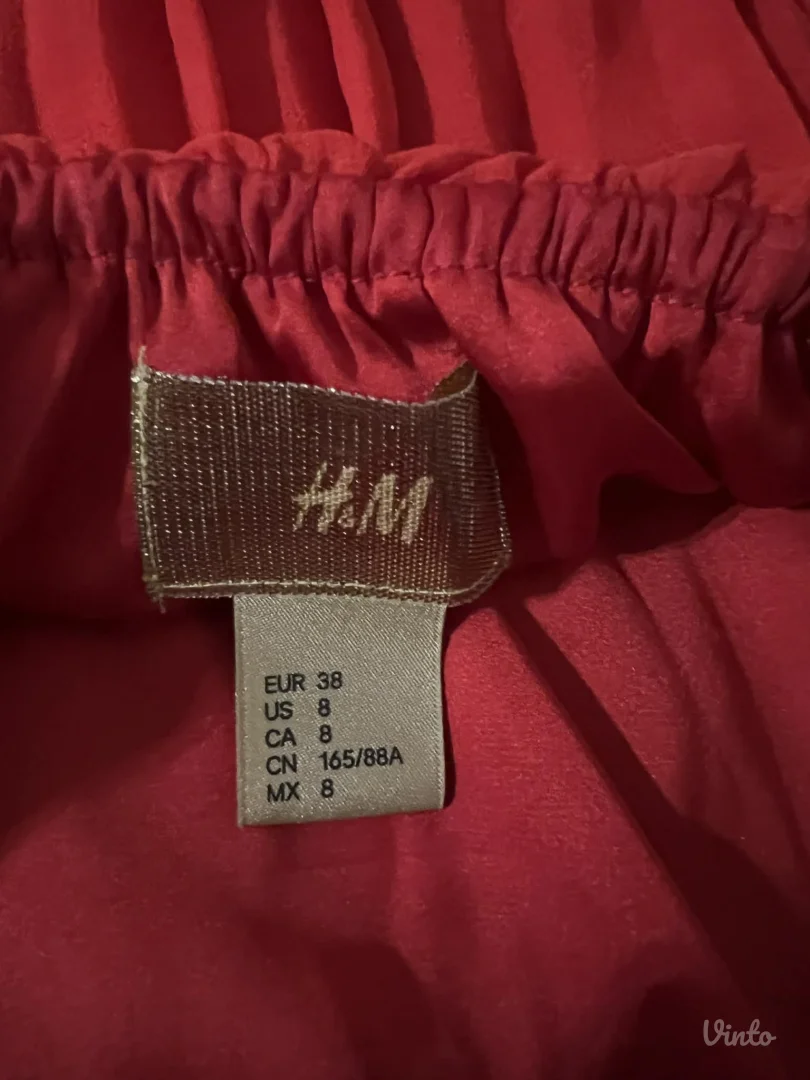 H&M
EUR 38
US 8
CA 8
CN 165/88A
MX 8
Vinto